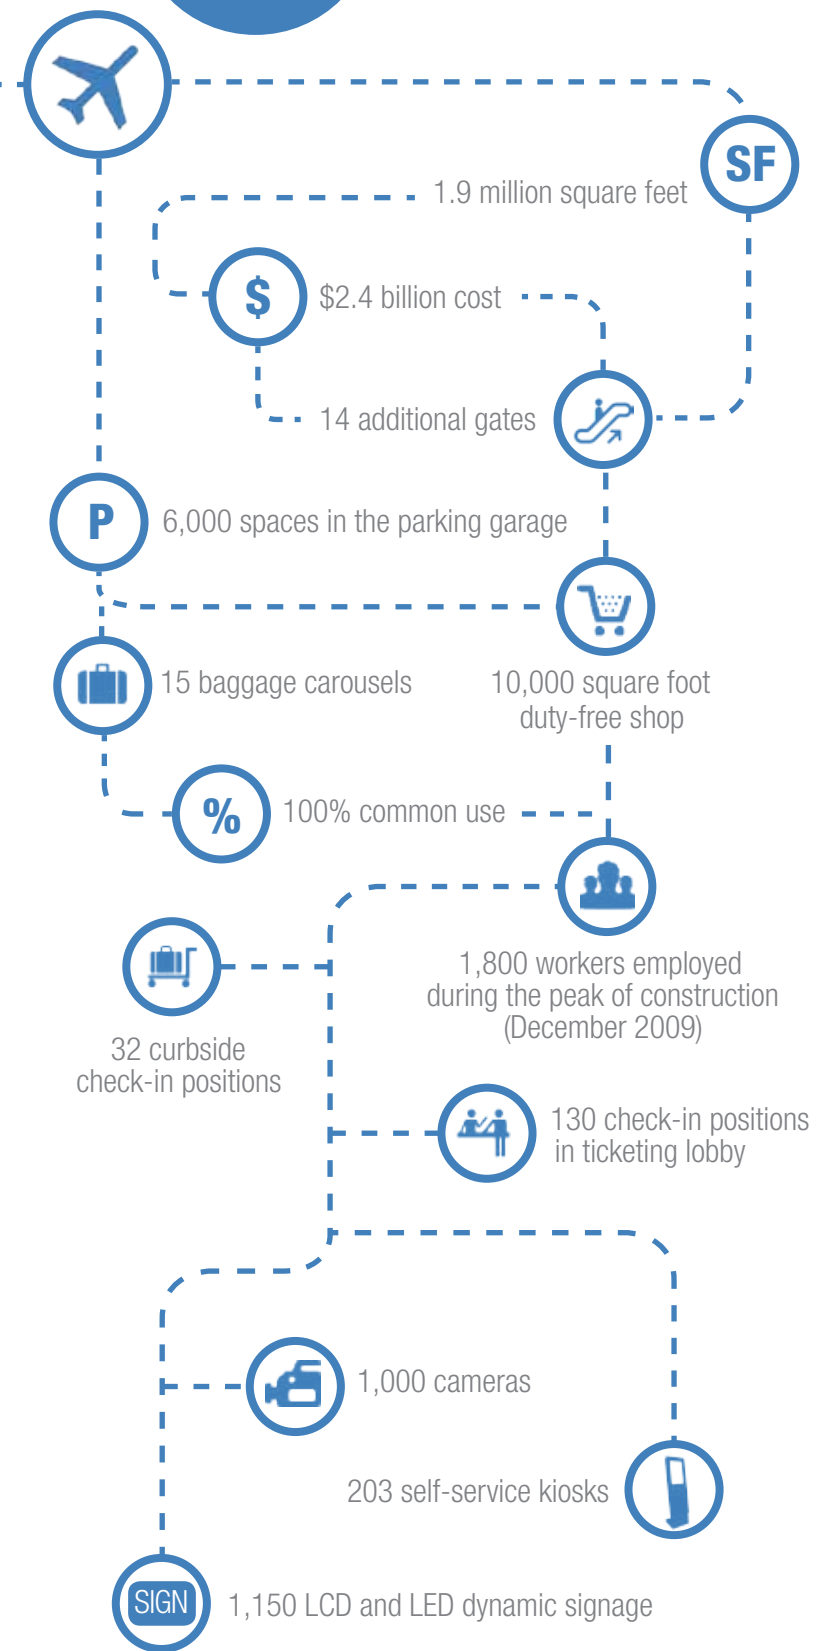 SF
1.9 million square feet
$
$2.4 billion cost
14 additional gates
P
6,000 spaces in the parking garage
15 baggage carousels
10,000 square foot
duty-free shop
%
100% common use
1,800 workers employed
during the peak of construction
(December 2009)
32 curbside
check-in positions
130 check-in positions
in ticketing lobby
1,000 cameras
203 self-service kiosks
SIGN
1,150 LCD and LED dynamic signage